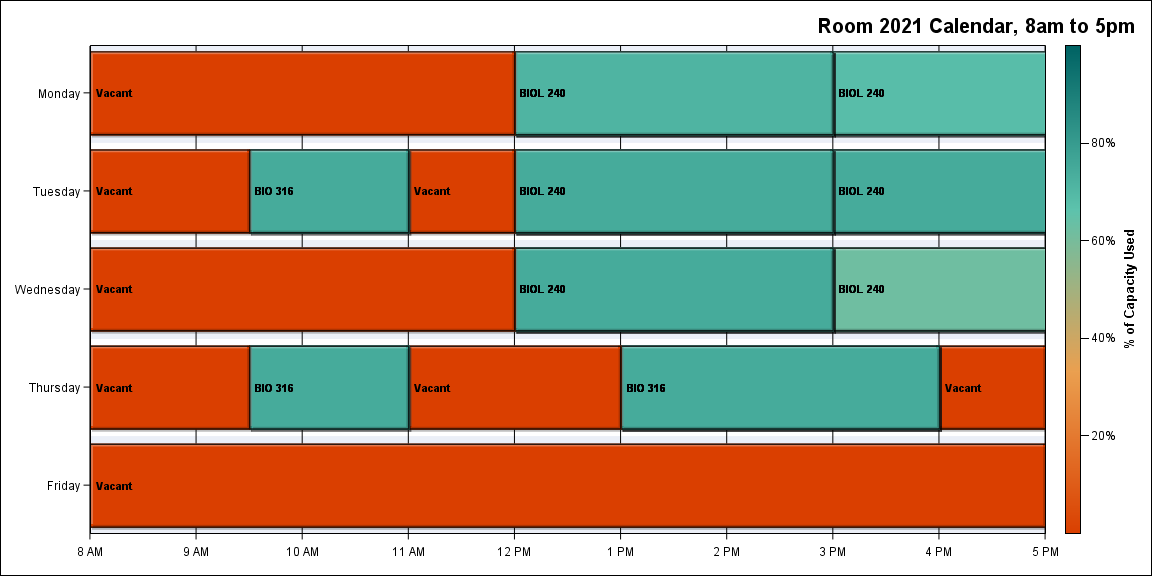 Room 2021 Calendar, 8am to 5pm
Monday
Vacant
BIOL 240
BIOL 240
Tuesday
Vacant
BIO 316
Vacant
BIOL 240
BIOL 240
Wednesday
Vacant
BIOL 240
BIOL 240
Thursday
Vacant
BIO 316
Vacant
BIO 316
Vacant
Friday
Vacant
8 AM
9 AM
10 AM
11 AM
12 PM
1 PM
2 PM
3 PM
4 PM
5 PM
80%
60%
40%
20%
% of Capacity Used